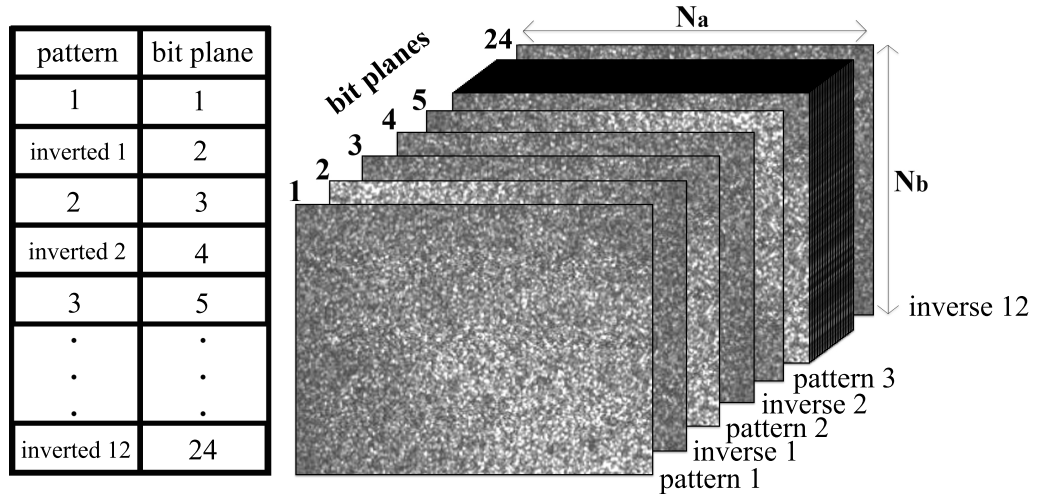 pattern bit plane
1 1
inverted 1 2
2 3
inverted 2 4
3 5
. .
. .
. .
inverted 12 24
bit planes
1
2
3
4
5
24
Na
Nb
inverse 12
pattern 3
inverse 2
pattern 2
inverse 1
pattern 1